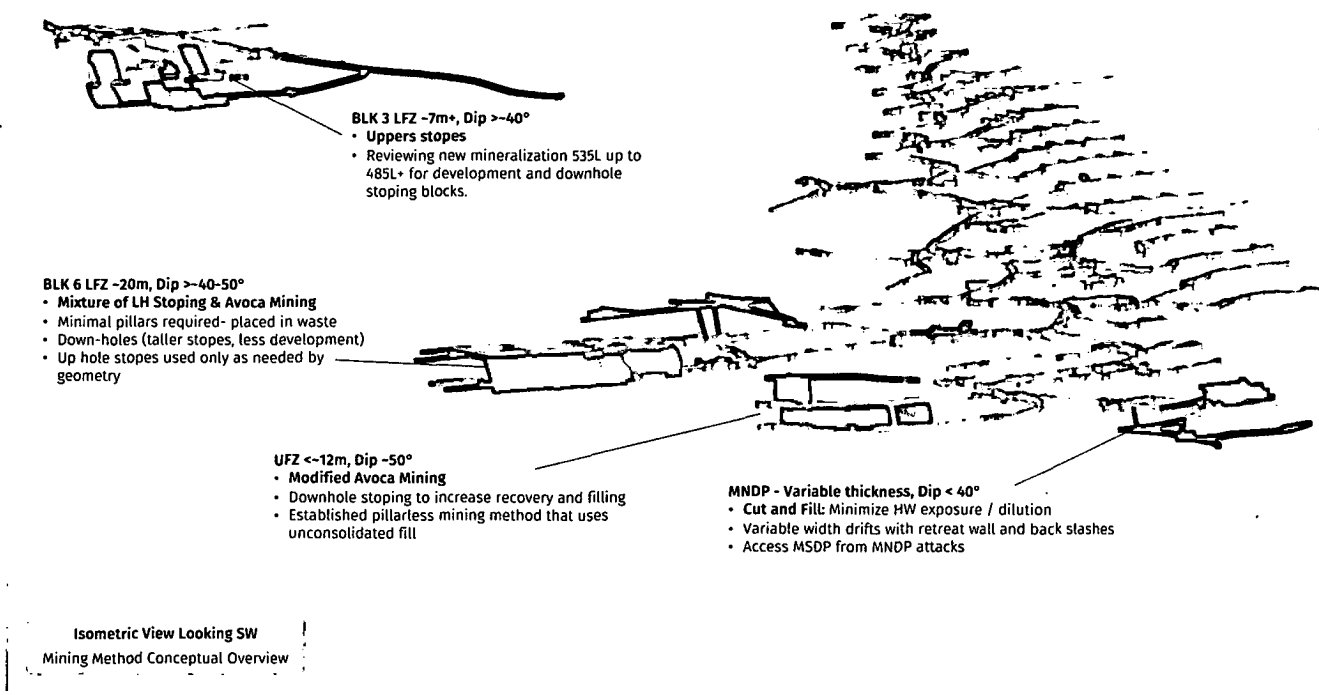 BLK 3 LFZ ~7m+, Dip >~40°
• Uppers stopes
• Reviewing new mineralization 535L up to
485L+ for development and downhole
stoping blocks.
BLK 6 LFZ ~20m, Dip >~40-50°
• Mixture of LH Stoping & Avoca Mining
• Minimal pillars required- placed in waste
• Down-holes (taller stopes, less development)
• Up hole stopes used only as needed by
geometry
UFZ <~12m, Dip ~50°
• Modified Avoca Mining
• Downhole stoping to increase recovery and filling
• Established pillarless mining method that uses
unconsolidated fill
MNDP - Variable thickness, Dip < 40°
• Cut and Fill: Minimize HW exposure / dilution
• Variable width drifts with retreat wall and back slashes
• Access MSDP from MNDP attacks
Isometric View Looking SW
Mining Method Conceptual Overview